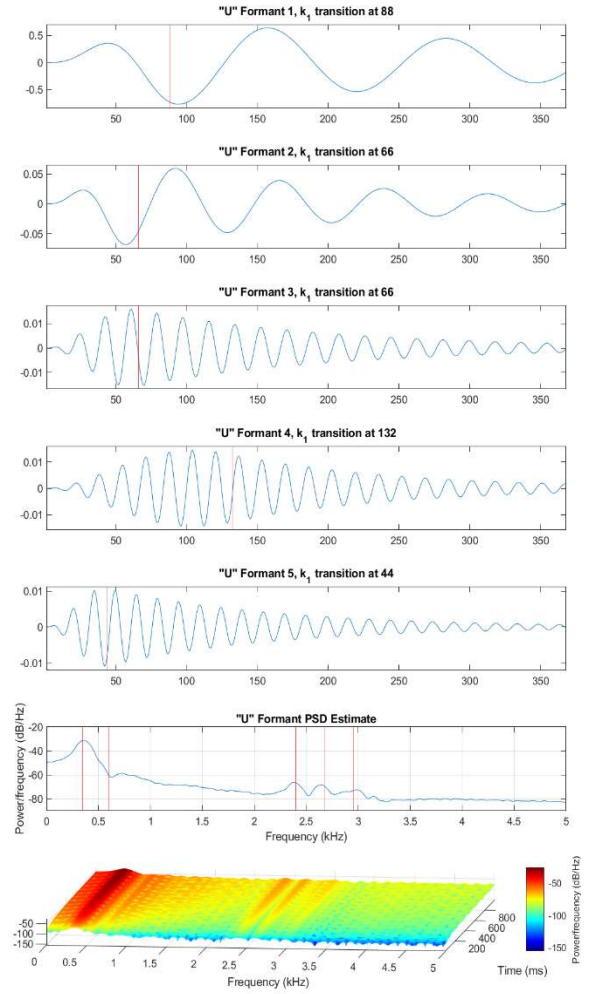 "U" Formant 1, k1 transition at 88
0.5
0
-0.5
50 100 150 200 250 300 350
"U" Formant 2, k1 transition at 66
0.05
0
-0.05
50 100 150 200 250 300 350
"U" Formant 3, k1 transition at 66
0.01
0
-0.01
50 100 150 200 250 300 350
"U" Formant 4, k1 transition at 132
0.01
0
-0.01
50 100 150 200 250 300 350
"U" Formant 5, k1 transition at 44
0.01
0
-0.01
50 100 150 200 250 300 350
"U" Formant PSD Estimate
Power/frequency (dB/Hz)
-20
-40
-60
-80
0 0.5 1 1.5 2 2.5 3 3.5 4 4.5 5
Frequency (kHz)
-50
-100
-150
0 0.5 1 1.5 2 2.5 3 3.5 4 4.5 5
Frequency (kHz)
800
600
400
200
Time (ms)
-50
-100
-150
Power/frequency (dB/Hz)